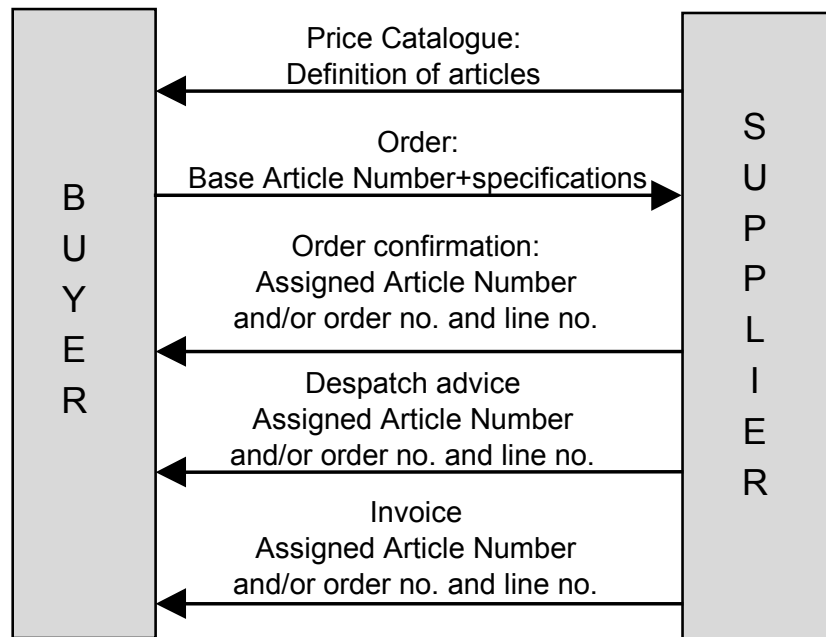 Price Catalogue:
Definition of articles
Order:
Base Article Number+specifications
Order confirmation:
Assigned Article Number
and/or order no. and line no.
Despatch advice
Assigned Article Number
and/or order no. and line no.
Invoice
Assigned Article Number
and/or order no. and line no.
BUYER
SUPPLIER